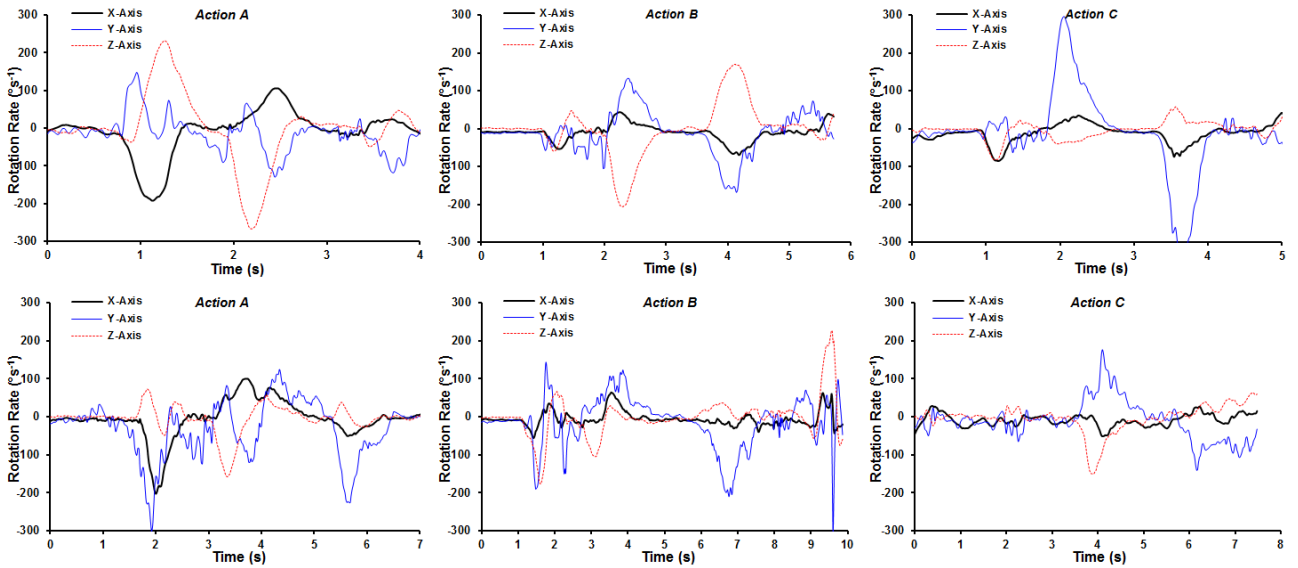 Action A
300
200
100
0
100
-200
-300
Rotation Rate (°s⁻¹)
X-Axis
Y-Axis
Z-Axis
0 1 2 3 4
Time (s)
Action B
300
200
100
0
100
-200
-300
Rotation Rate (°s⁻¹)
X-Axis
Y-Axis
Z-Axis
0 1 2 3 4 5 6
Time (s)
Action C
300
200
100
0
100
-200
-300
Rotation Rate (°s⁻¹)
X-Axis
Y-Axis
Z-Axis
0 1 2 3 4 5
Time (s)
Action A
300
200
100
0
-100
-200
-300
Rotation Rate (°s⁻¹)
X-Axis
Y-Axis
Z-Axis
0 1 2 3 4 5 6 7
Time (s)
Action B
300
200
100
0
-100
-200
-300
Rotation Rate (°s⁻¹)
X-Axis
Y-Axis
Z-Axis
0 1 2 3 4 5 6 7 8 9 10
Time (s)
Action C
300
200
100
0
-100
-200
-300
Rotation Rate (°s⁻¹)
X-Axis
Y-Axis
Z-Axis
0 1 2 3 4 5 6 7 8
Time (s)